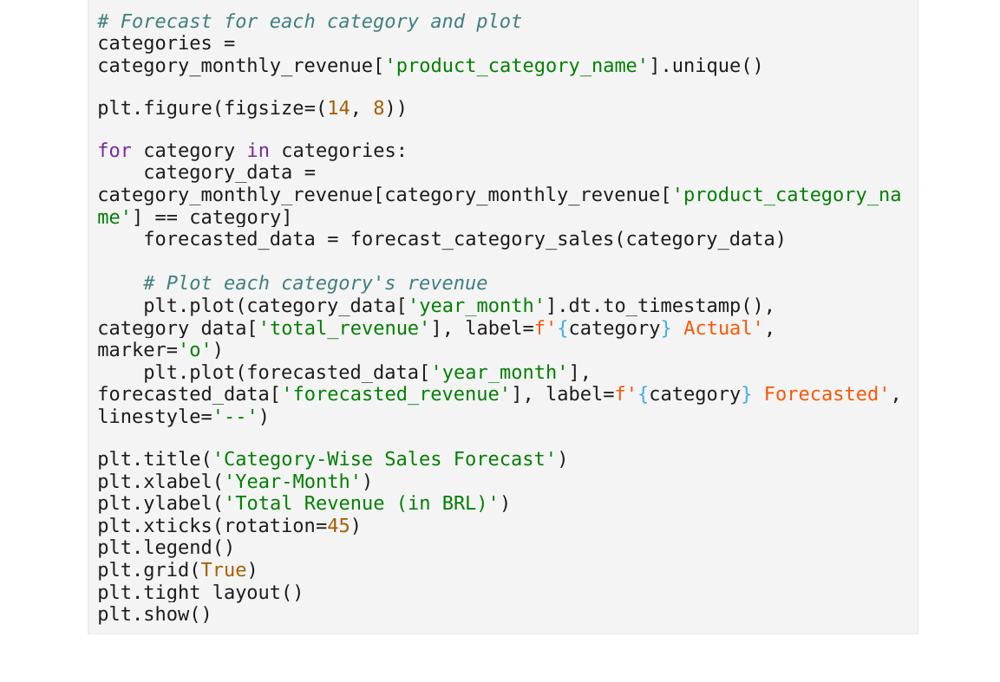 # Forecast for each category and plot
categories =
category_monthly_revenue['product_category_name'].unique()
plt.figure(figsize=(14, 8))
for category in categories:
    category_data =
category_monthly_revenue[category_monthly_revenue['product_category_na
me'] == category]
    forecasted_data = forecast_category_sales(category_data)
    # Plot each category's revenue
    plt.plot(category_data['year_month'].dt.to_timestamp(),
category data['total_revenue'], label=f'{category} Actual',
marker='o')
    plt.plot(forecasted_data['year_month'],
forecasted_data['forecasted_revenue'], label=f'{category} Forecasted',
linestyle='--')
plt.title('Category-Wise Sales Forecast')
plt.xlabel('Year-Month')
plt.ylabel('Total Revenue (in BRL)')
plt.xticks(rotation=45)
plt.legend()
plt.grid(True)
plt.tight layout()
plt.show()